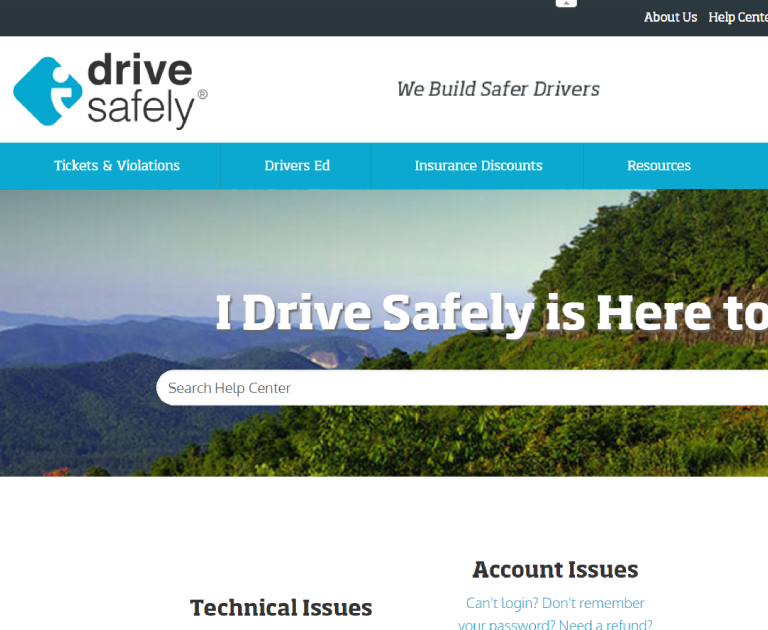 About Us Help Cente
drive
safely®
We Build Safer Drivers
Tickets & Violations Drivers Ed Insurance Discounts Resources
I Drive Safely is Here to
Search Help Center
Account Issues
Technical Issues
Can't login? Don't remember
your password? Need a refund?